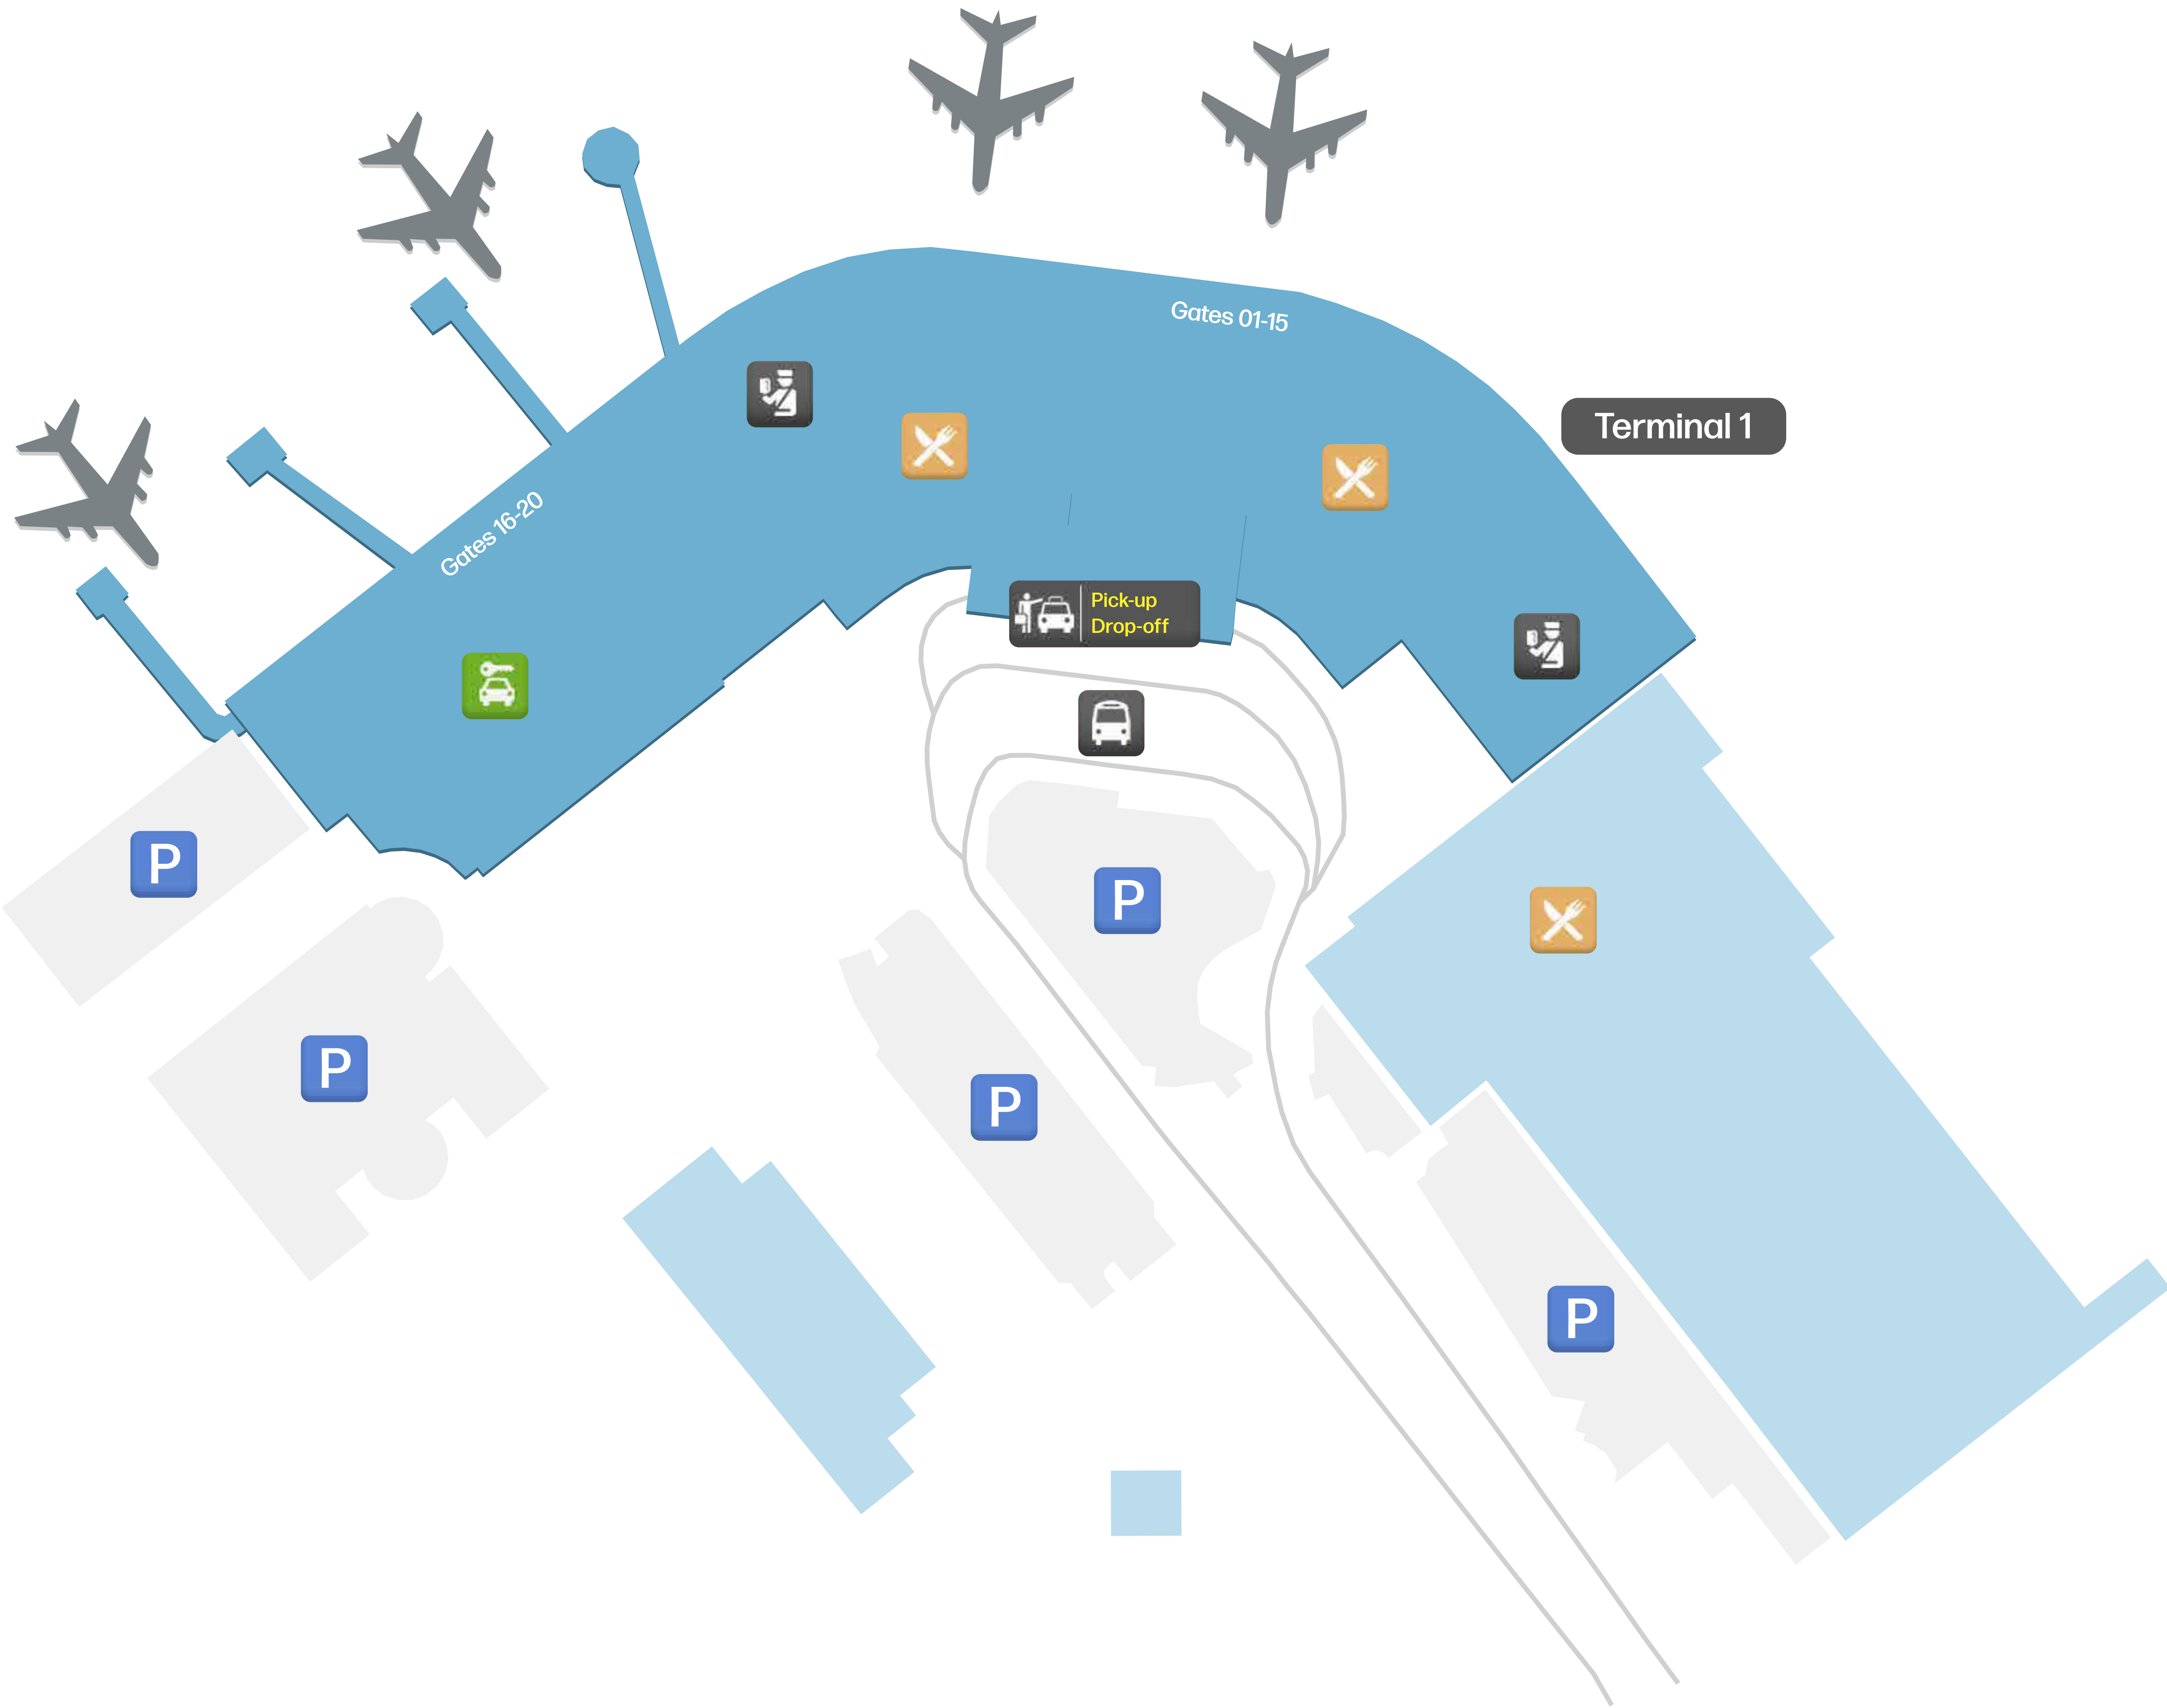 Gates 01-15
Terminal 1
Gates 16-20
Pick-up
Drop-off
P
P
P
P
P